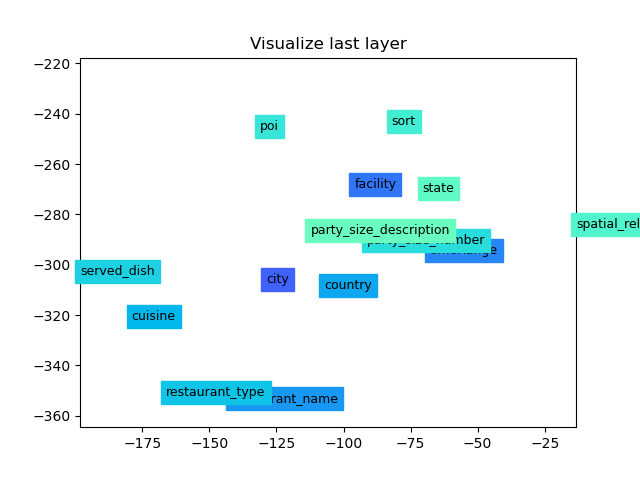 Visualize last layer
−220
−240
−260
−280
−300
−320
−340
−360
poi
sort
facility
state
spatial_rel
party_size_description
served_dish
city
country
cuisine
restaurant_type
rant_name
−175
−150
−125
−100
−75
−50
−25